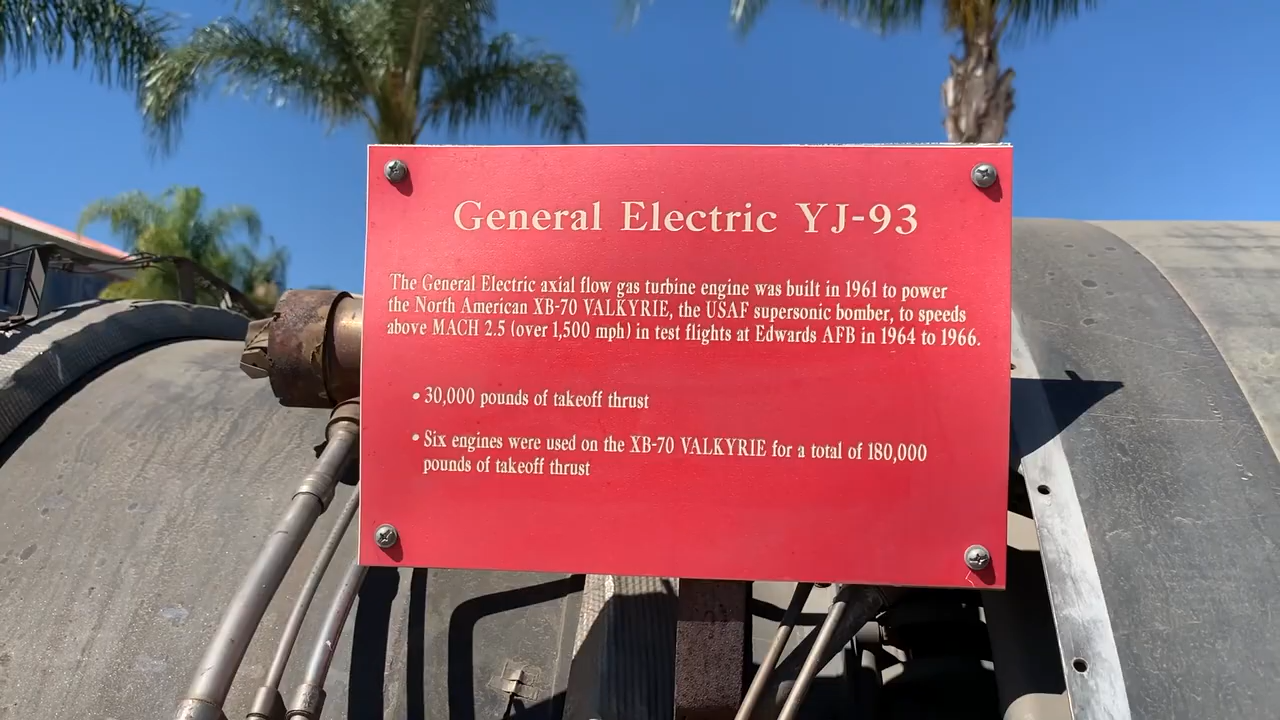 General Electric YJ-93
The General Electric axial flow gas turbine engine was built in 1961 to power
the North American XB-70 VALKYRIE, the USAF supersonic bomber, to speeds
above MACH 2.5 (over 1,500 mph) in test flights at Edwards AFB in 1964 to 1966.
• 30,000 pounds of takeoff thrust
• Six engines were used on the XB-70 VALKYRIE for a total of 180,000
pounds of takeoff thrust